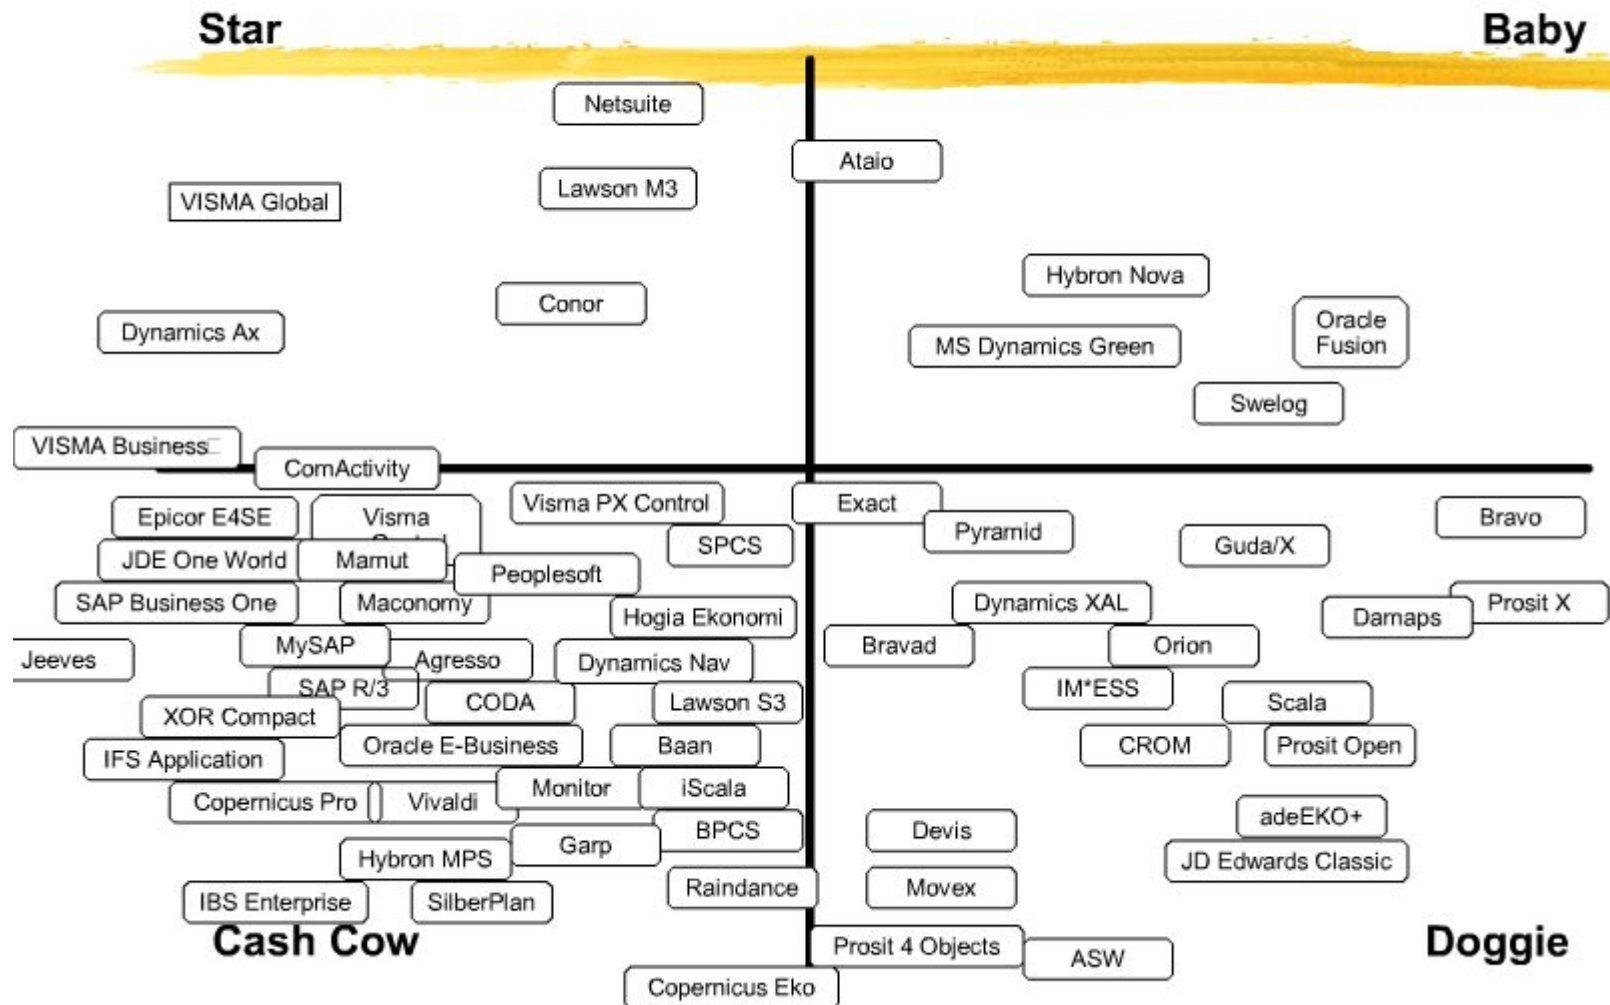 Star
Baby
Netsuite
Ataio
Lawson M3
VISMA Global
Hybron Nova
Conor
Oracle
Fusion
Dynamics Ax
MS Dynamics Green
Swelog
VISMA Business
ComActivity
Visma PX Control
Exact
Epicor E4SE
Visma
Bravo
Pyramid
SPCS
Guda/X
JDE One World
Mamut
Peoplesoft
SAP Business One
Maconomy
Dynamics XAL
Prosit X
Hogia Ekonomi
Damaps
MySAP
Bravad
Orion
Jeeves
Agresso
Dynamics Nav
SAP R/3
IM*ESS
CODA
Lawson S3
Scala
XOR Compact
Oracle E-Business
Baan
CROM
Prosit Open
IFS Application
Monitor
iScala
Copernicus Pro
Vivaldi
adeEKO+
BPCS
Devis
Garp
Hybron MPS
JD Edwards Classic
Raindance
Movex
IBS Enterprise
SilberPlan
Cash Cow
Prosit 4 Objects
Doggie
ASW
Copernicus Eko